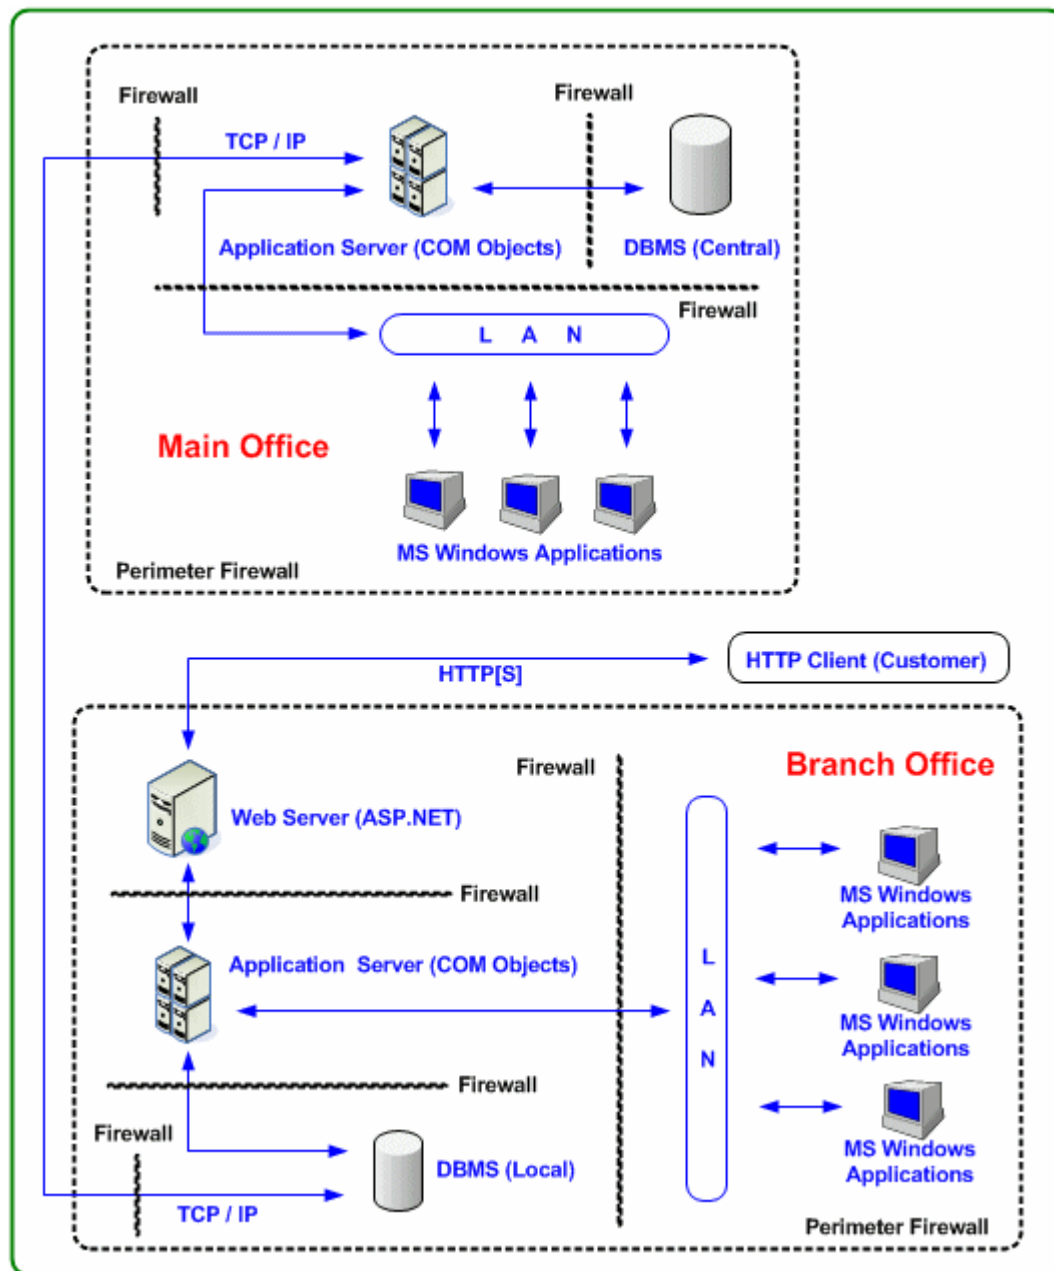 Firewall
Firewall
TCP / IP
Application Server (COM Objects)
DBMS (Central)
Firewall
L A N
Main Office
MS Windows Applications
Perimeter Firewall
HTTP Client (Customer)
HTTP[S]
Firewall
Branch Office
Web Server (ASP.NET)
Firewall
MS Windows
Applications
Application Server (COM Objects)
L
A
N
MS Windows
Applications
Firewall
Firewall
MS Windows
Applications
DBMS (Local)
TCP / IP
Perimeter Firewall